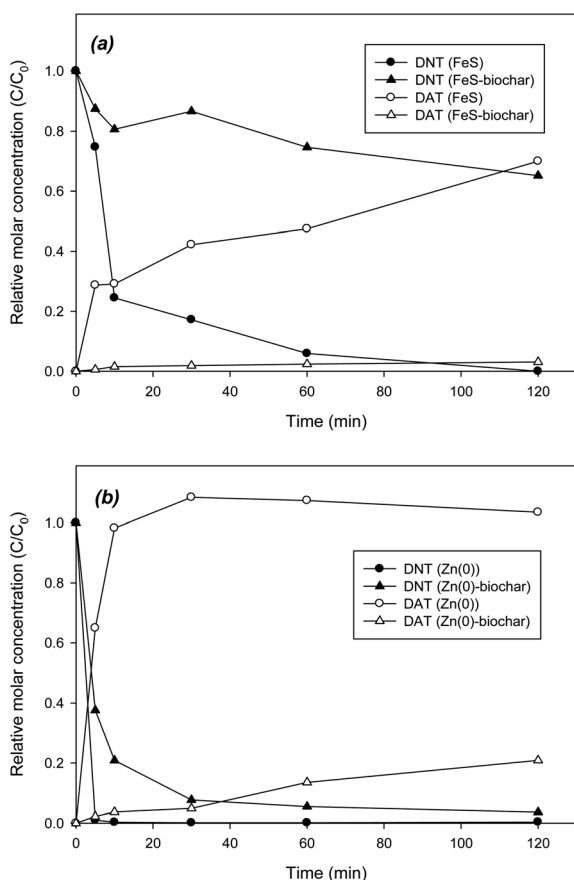 (a)
DNT (FeS)
DNT (FeS-biochar)
DAT (FeS)
DAT (FeS-biochar)
Relative molar concentration (C/C0)
1.0
0.8
0.6
0.4
0.2
0.0
0 20 40 60 80 100 120
Time (min)
(b)
DNT (Zn(0))
DNT (Zn(0)-biochar)
DAT (Zn(0))
DAT (Zn(0)-biochar)
Relative molar concentration (C/C0)
1.0
0.8
0.6
0.4
0.2
0.0
0 20 40 60 80 100 120
Time (min)